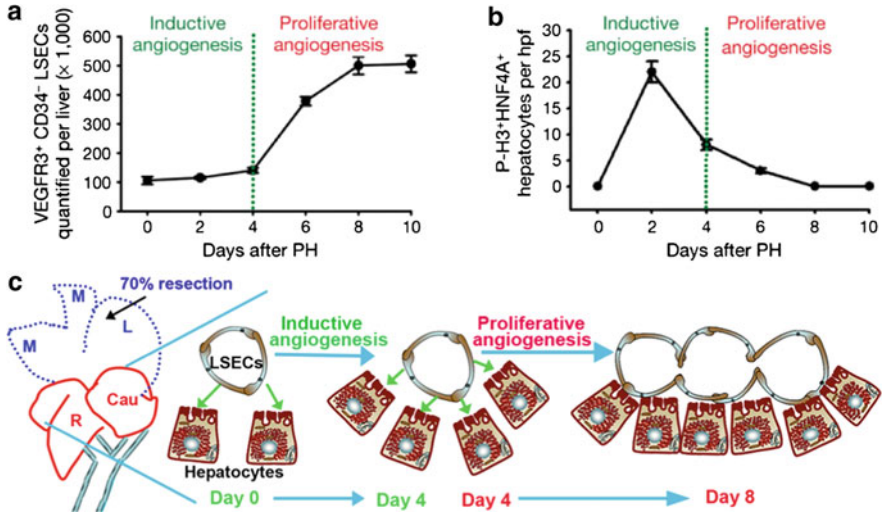 a
Inductive
angiogenesis
Proliferative
angiogenesis
VEGFR3⁺ CD34⁻ LSECs
quantified per liver (× 1,000)
600
500
400
300
200
100
0
0 2 4 6 8 10
Days after PH
b
Inductive
angiogenesis
Proliferative
angiogenesis
P-H3⁺HNF4A⁺
hepatocytes per hpf
30
25
20
15
10
5
0
0 2 4 6 8 10
Days after PH
c
70% resection
M
M
L
R
Cau
LSECs
Hepatocytes
Inductive
angiogenesis
Proliferative
angiogenesis
Day 0
Day 4
Day 4
Day 8